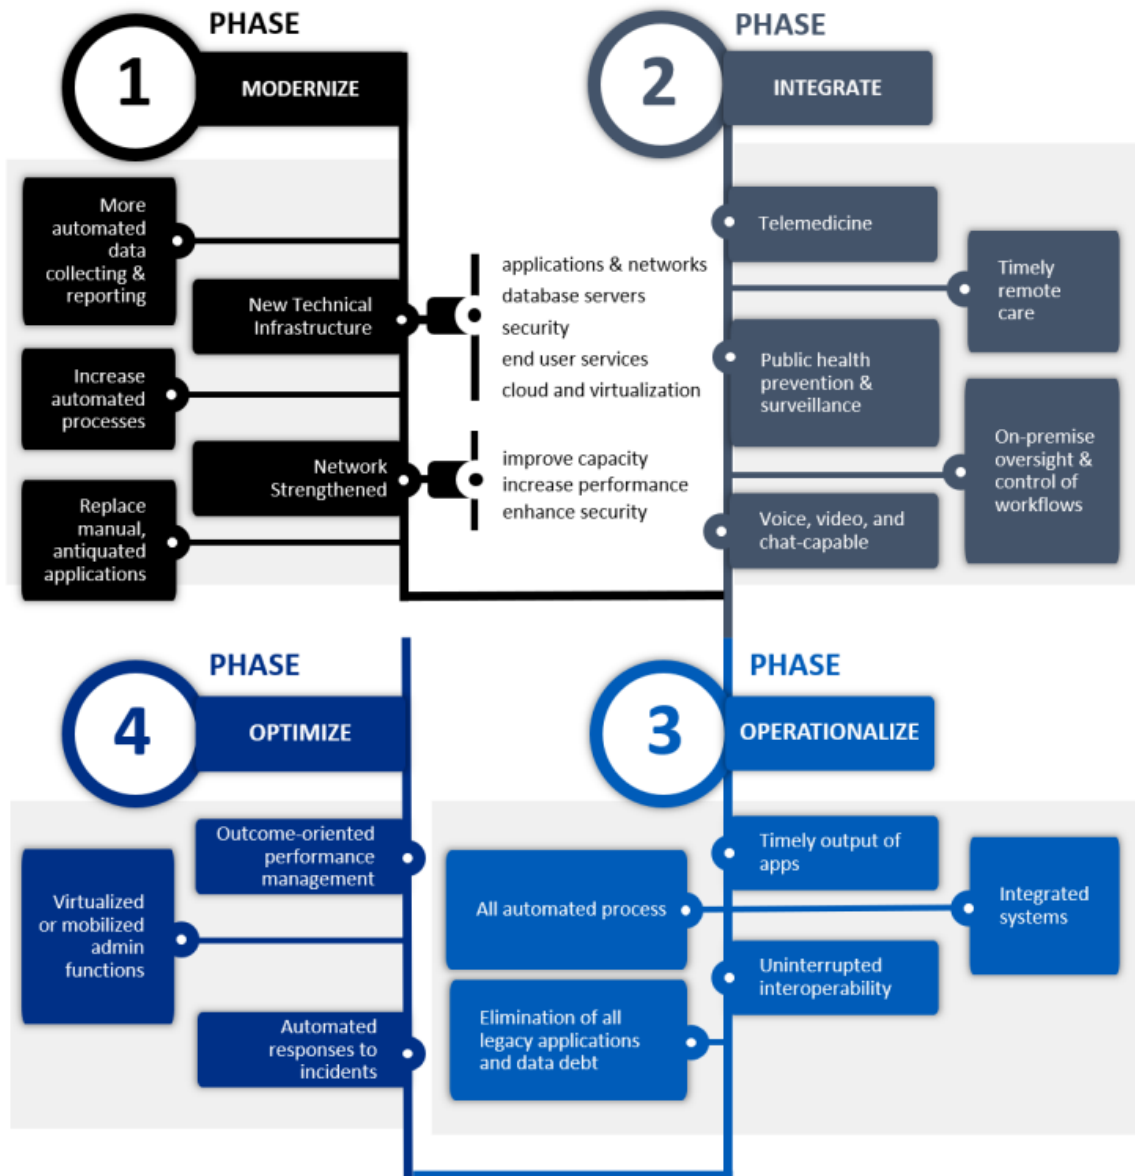 PHASE
1
MODERNIZE
More
automated
data
collecting &
reporting
New Technical
Infrastructure
applications & networks
database servers
security
end user services
cloud and virtualization
Increase
automated
processes
Network
Strengthened
improve capacity
increase performance
enhance security
Replace
manual,
antiquated
applications
PHASE
2
INTEGRATE
Telemedicine
Timely
remote
care
Public health
prevention &
surveillance
On-premise
oversight &
control of
workflows
Voice, video, and
chat-capable
PHASE
3
OPERATIONALIZE
Timely output of
apps
All automated process
Integrated
systems
Uninterrupted
interoperability
Elimination of all
legacy applications
and data debt
PHASE
4
OPTIMIZE
Outcome-oriented
performance
management
Virtualized
or mobilized
admin
functions
Automated
responses to
incidents